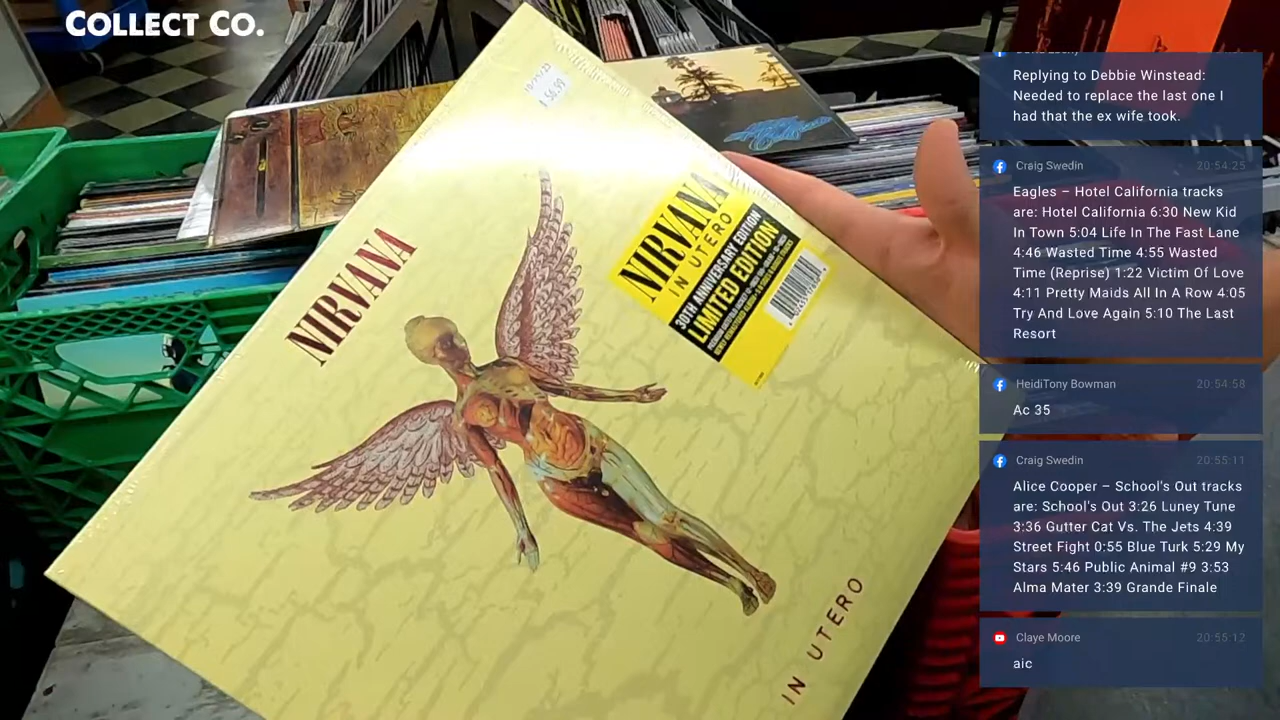 COLLECT CO.
$ 56.99
NIRVANA
NIRVANA
IN UTERO
30TH ANNIVERSARY EDITION
LIMITED EDITION
IN UTERO
Replying to Debbie Winstead:
Needed to replace the last one I
had that the ex wife took.
Craig Swedin 20:54:25
Eagles – Hotel California tracks
are: Hotel California 6:30 New Kid
In Town 5:04 Life In The Fast Lane
4:46 Wasted Time 4:55 Wasted
Time (Reprise) 1:22 Victim Of Love
4:11 Pretty Maids All In A Row 4:05
Try And Love Again 5:10 The Last
Resort
HeidiTony Bowman 20:54:58
Ac 35
Craig Swedin 20:55:11
Alice Cooper – School's Out tracks
are: School's Out 3:26 Luney Tune
3:36 Gutter Cat Vs. The Jets 4:39
Street Fight 0:55 Blue Turk 5:29 My
Stars 5:46 Public Animal #9 3:53
Alma Mater 3:39 Grande Finale
Claye Moore 20:55:12
aic